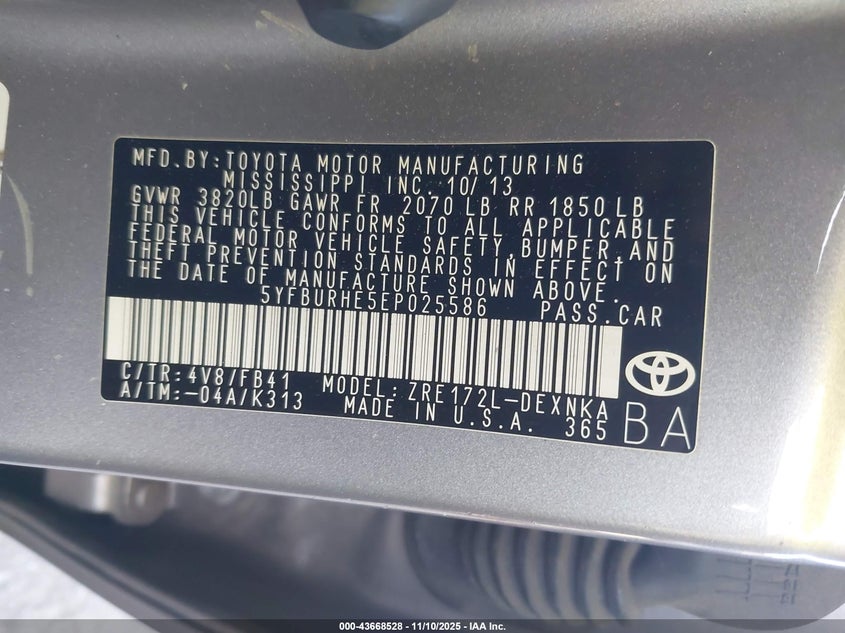 MFD.BY:TOYOTA MOTOR MANUFACTURING
MISSISSIPPI INC. 10/13
GVWR 3820LB GAWR FR 2070 LB RR 1850 LB
THIS VEHICLE CONFORMS TO ALL APPLICABLE
FEDERAL MOTOR VEHICLE SAFETY,BUMPER,AND
THEFT PREVENTION STANDARDS IN EFFECT ON
THE DATE OF MANUFACTURE SHOWN ABOVE.
5YFBURHE5EP025586 PASS.CAR
C/TR:4V8/FB41 MODEL:ZRE172L-DEXNKA
A/TM:-04A/K313 MADE IN U.S.A. 365
BA
000-43668528 - 11/10/2025 - IAA Inc.